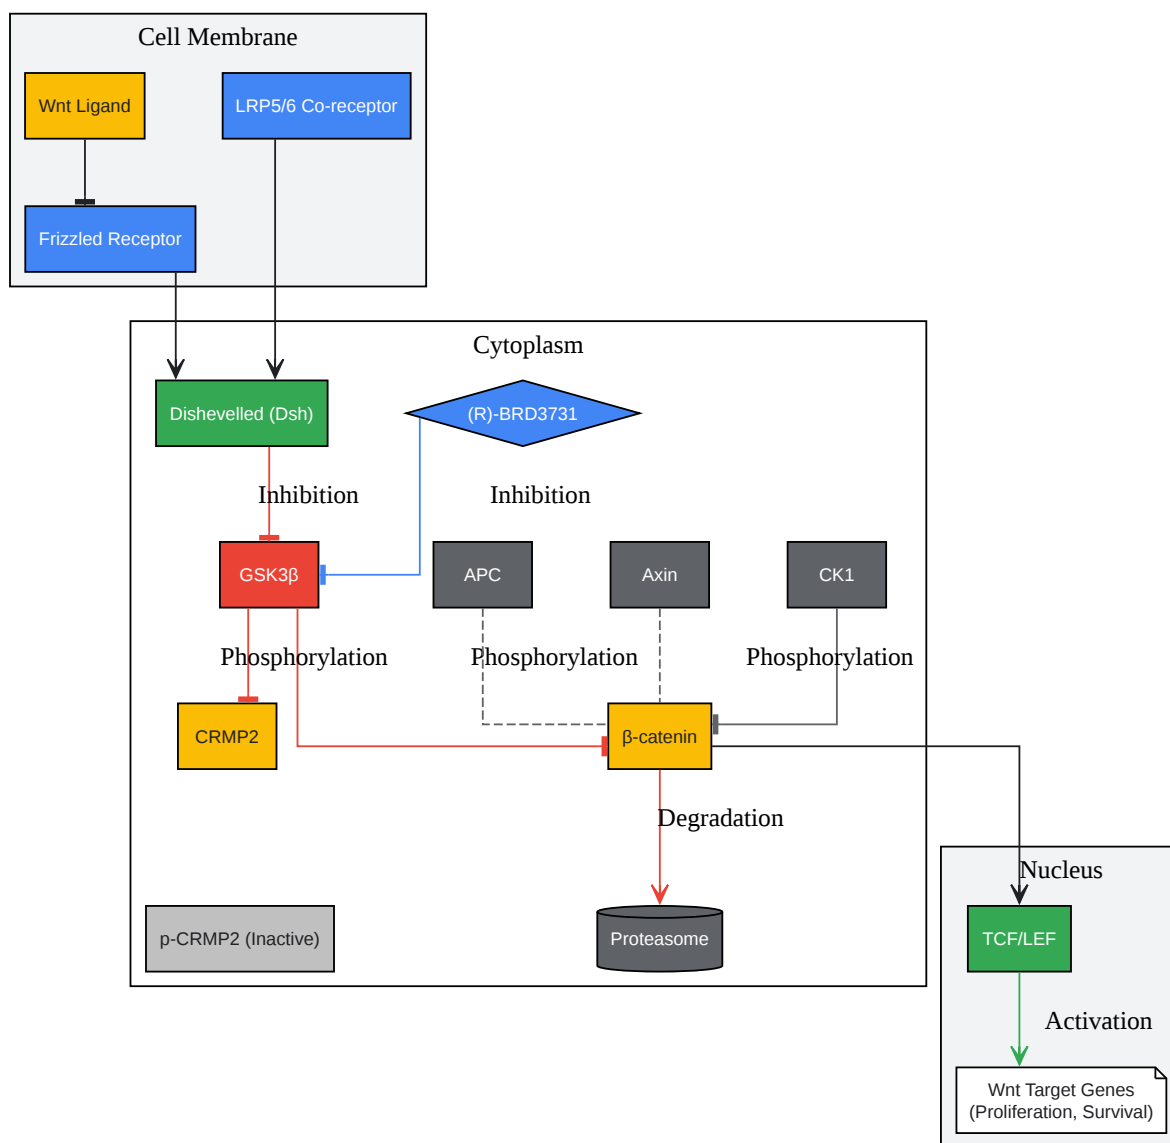 Cell Membrane
Wnt Ligand
LRP5/6 Co-receptor
Frizzled Receptor
Cytoplasm
Dishevelled (Dsh)
(R)-BRD3731
Inhibition
Inhibition
GSK3β
APC
Axin
CK1
Phosphorylation
Phosphorylation
Phosphorylation
CRMP2
β-catenin
Degradation
Nucleus
p-CRMP2 (Inactive)
Proteasome
TCF/LEF
Activation
Wnt Target Genes
(Proliferation, Survival)